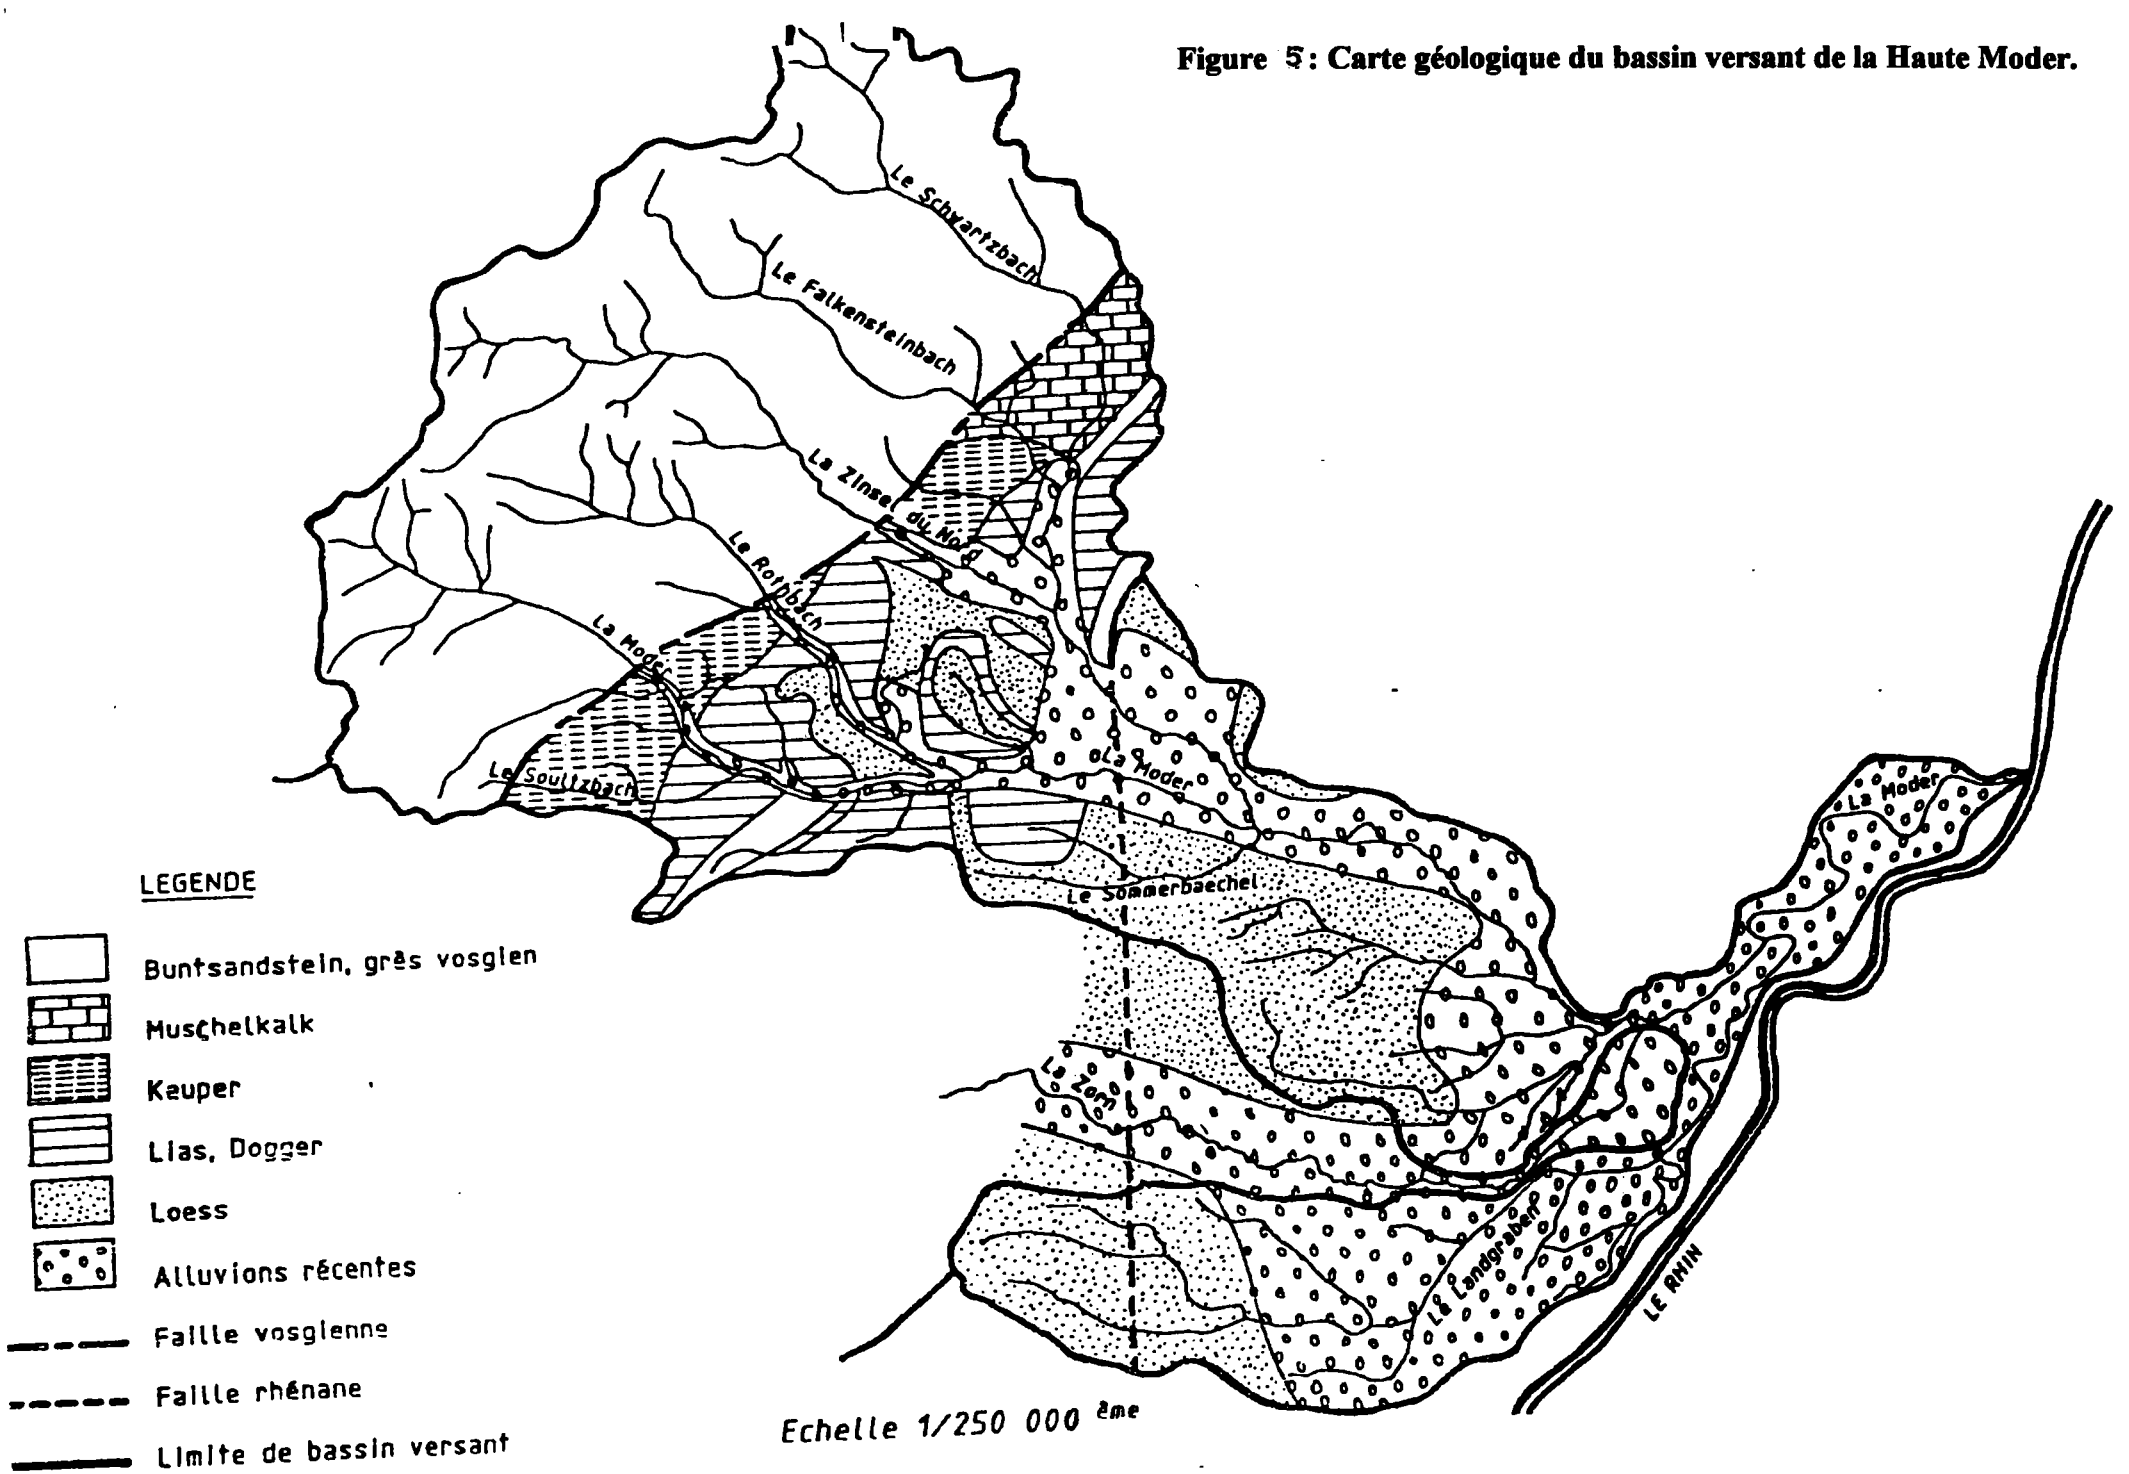 Figure 5 : Carte géologique du bassin versant de la Haute Moder.
Le Schwartzbach
Le Falkensteinbach
La Zinsel du Nord
Le Rothbach
La Moder
Le Soultzbach
La Moder
La Moder
Le Sommerbaechel
La Zorn
Le Landgraben
LE RHIN
LEGENDE
Buntsandstein, grès vosgien
Muschelkalk
Keuper
Lias, Dogger
Loess
Alluvions récentes
Faille vosgienne
Faille rhénane
Limite de bassin versant
Echelle 1/250 000 ème